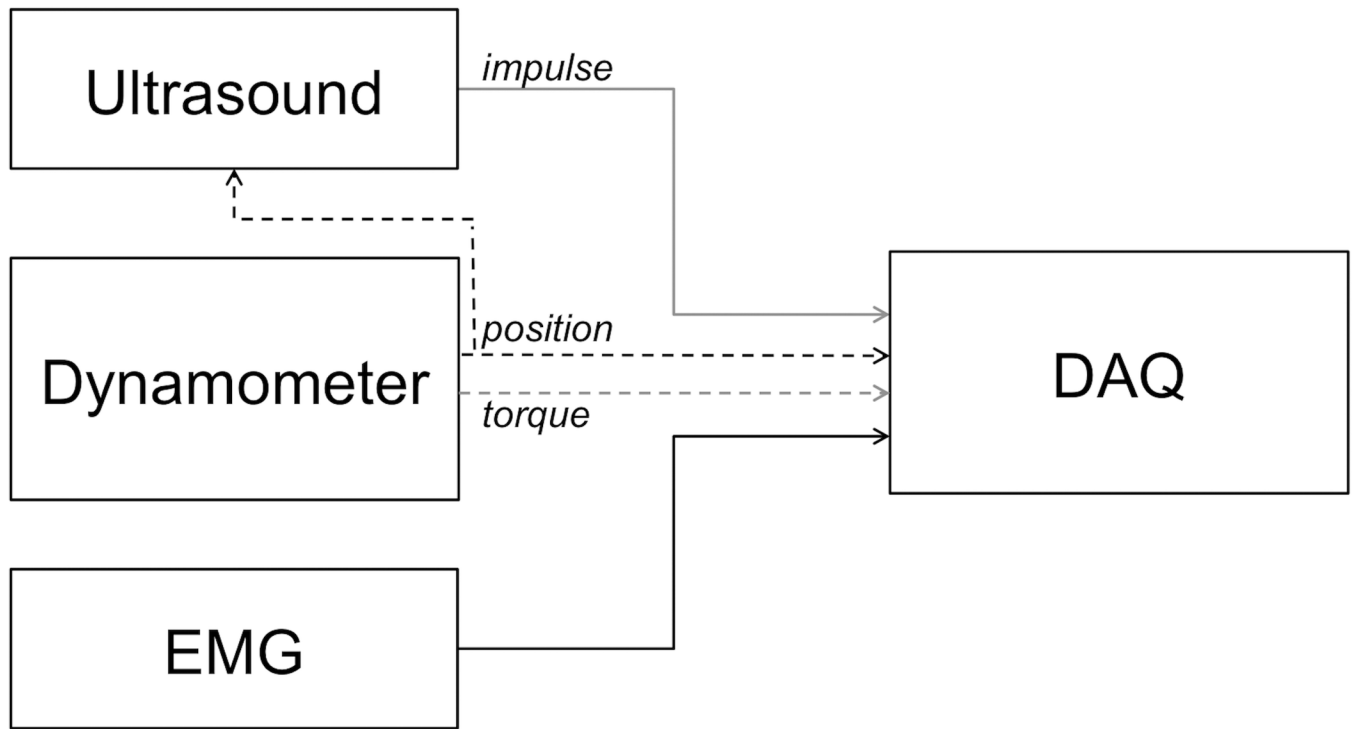 Ultrasound
impulse
Dynamometer
position
torque
DAQ
EMG